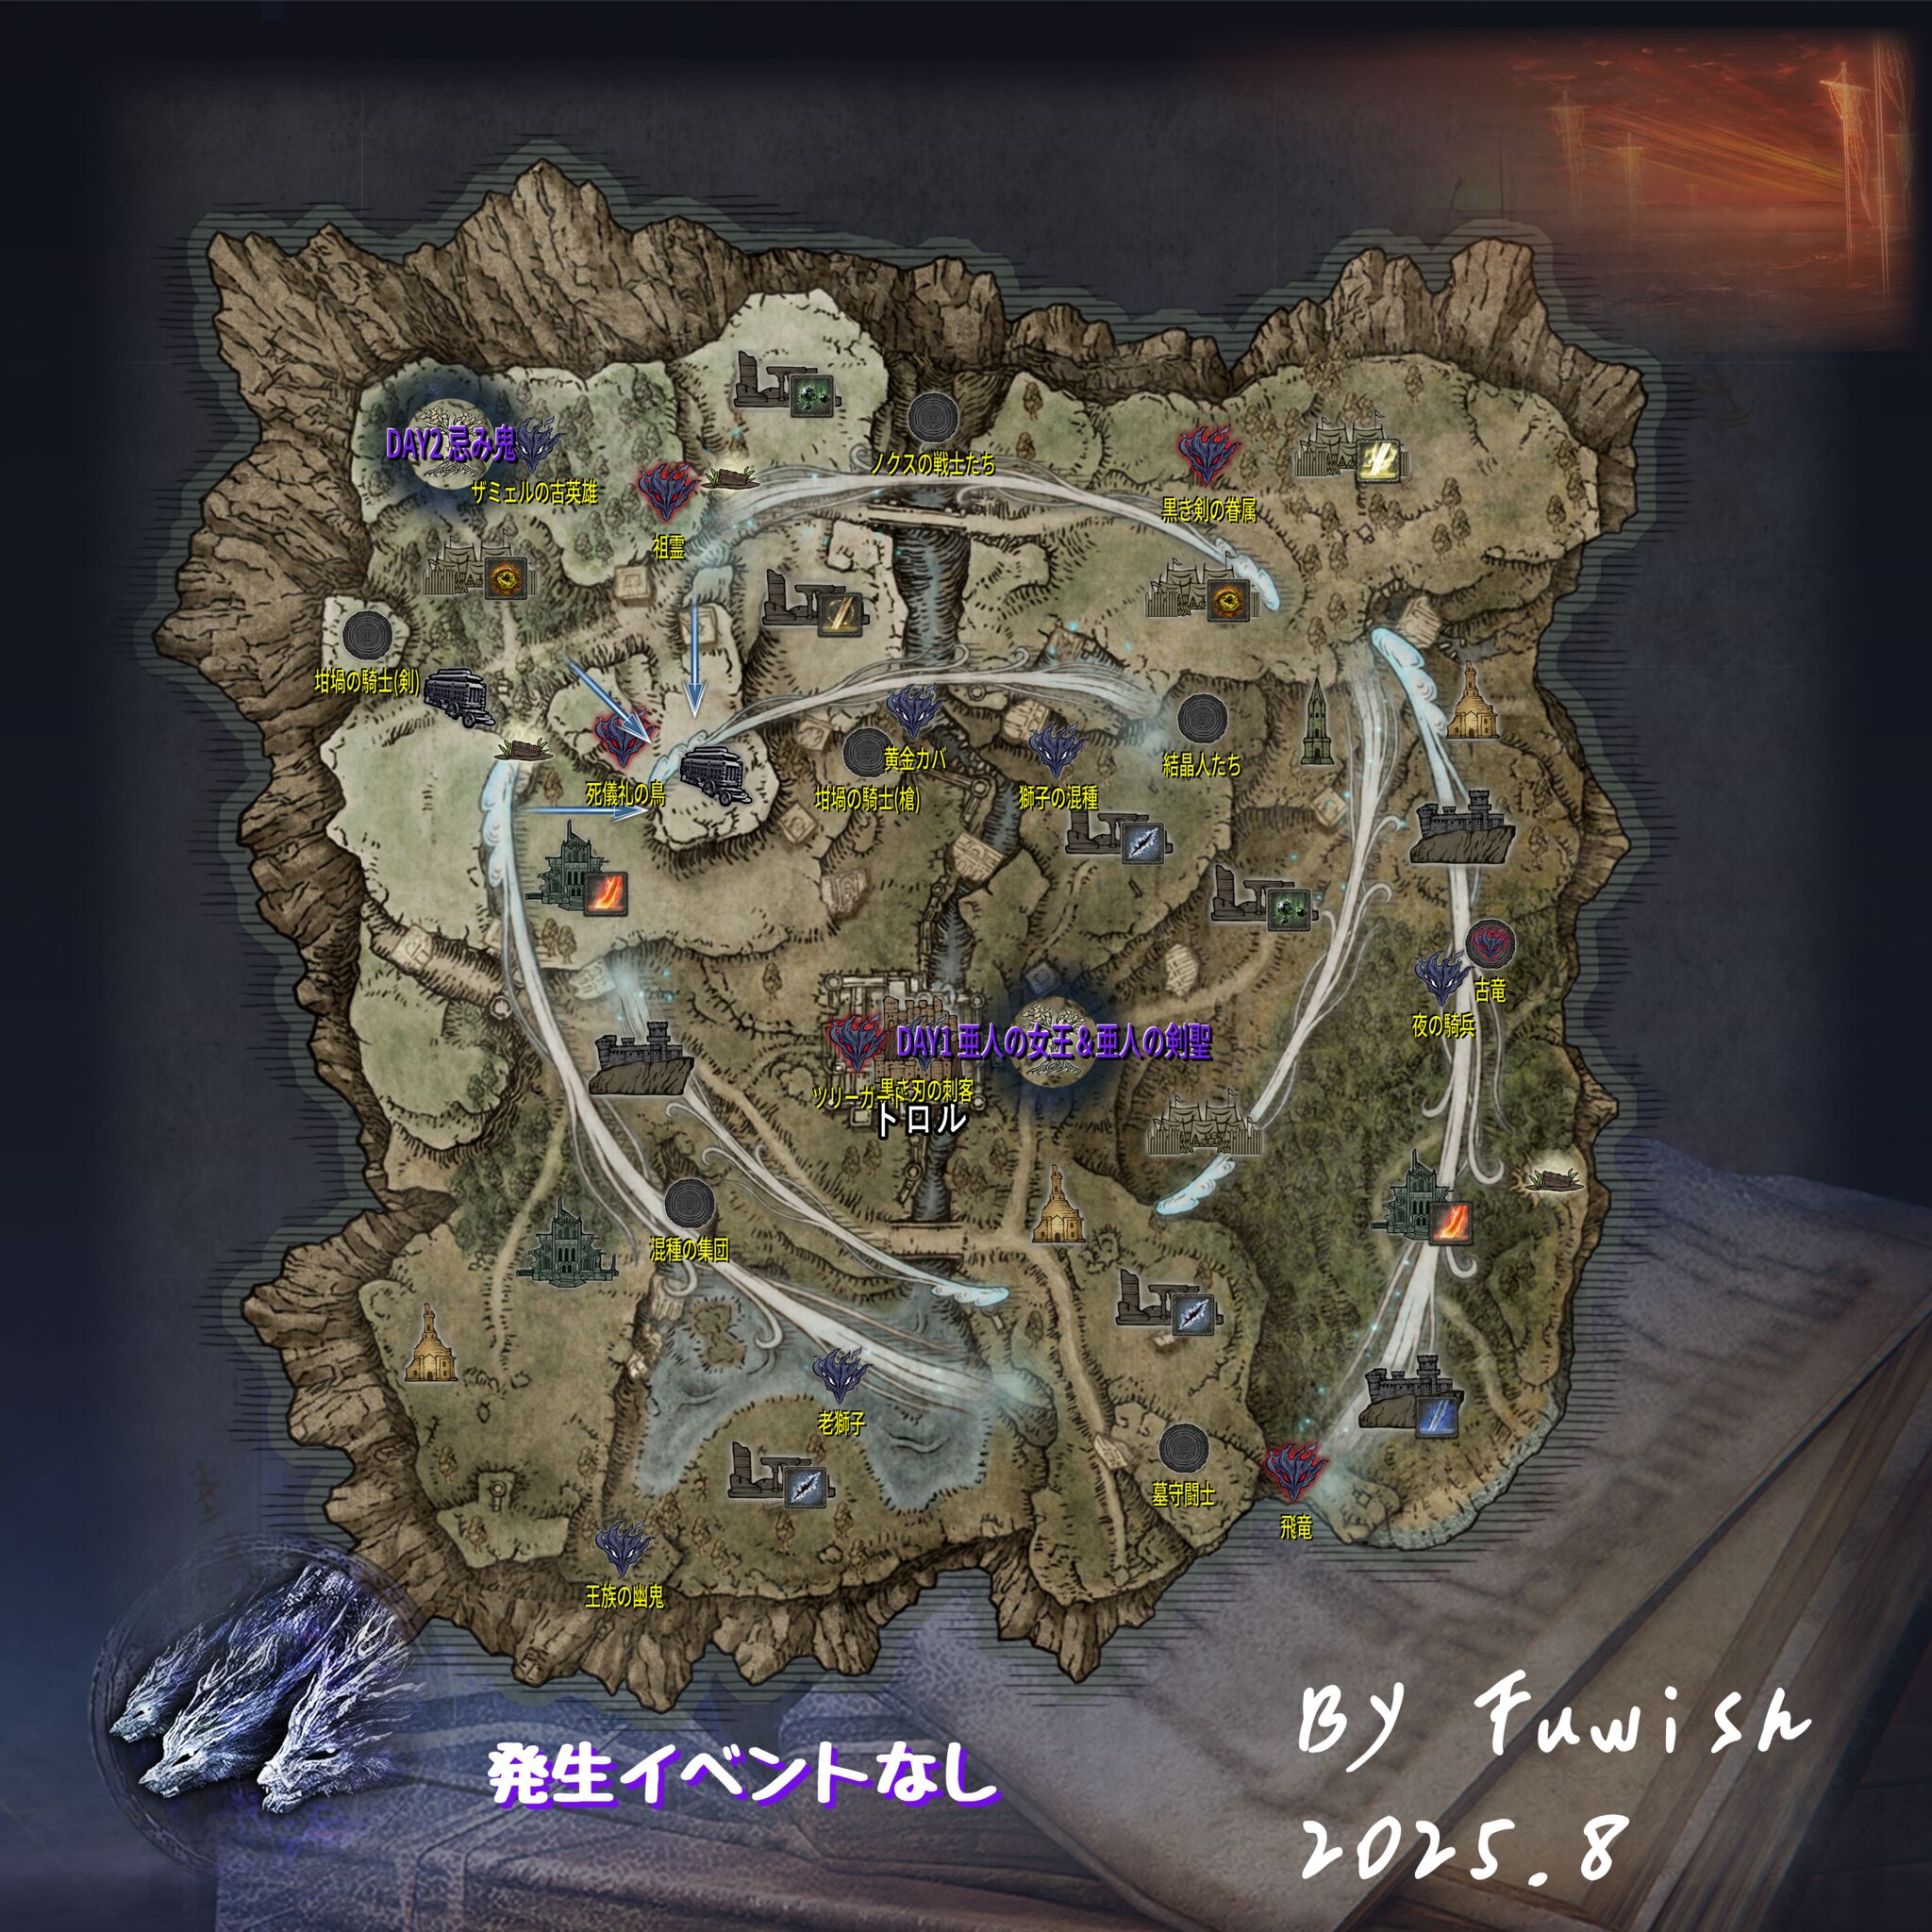 DAY2 忌み鬼
ザミェルの古英雄
祖霊
ノクスの戦士たち
黒き剣の眷属
坩堝の騎士(剣)
死儀礼の鳥
黄金カバ
坩堝の騎士(槍)
獅子の混種
結晶人たち
古竜
夜の騎兵
DAY1 亜人の女王＆亜人の剣聖
ツリーガード
黒き刃の刺客
トロル
混種の集団
老獅子
墓守闘士
飛竜
王族の幽鬼
発生イベントなし
BY Fuwish
2025.8